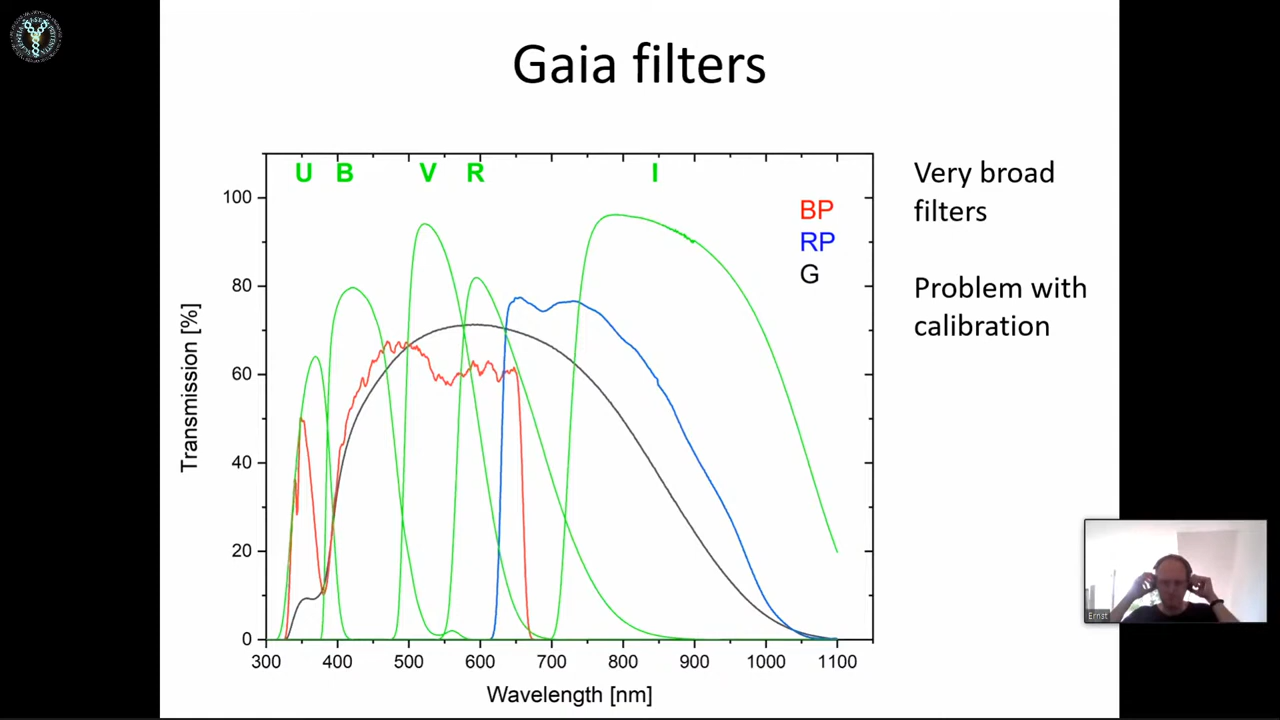 Gaia filters
U B V R I
BP
RP
G
Very broad
filters
Problem with
calibration
100
80
60
40
20
0
Transmission [%]
300 400 500 600 700 800 900 1000 1100
Wavelength [nm]
Ernst